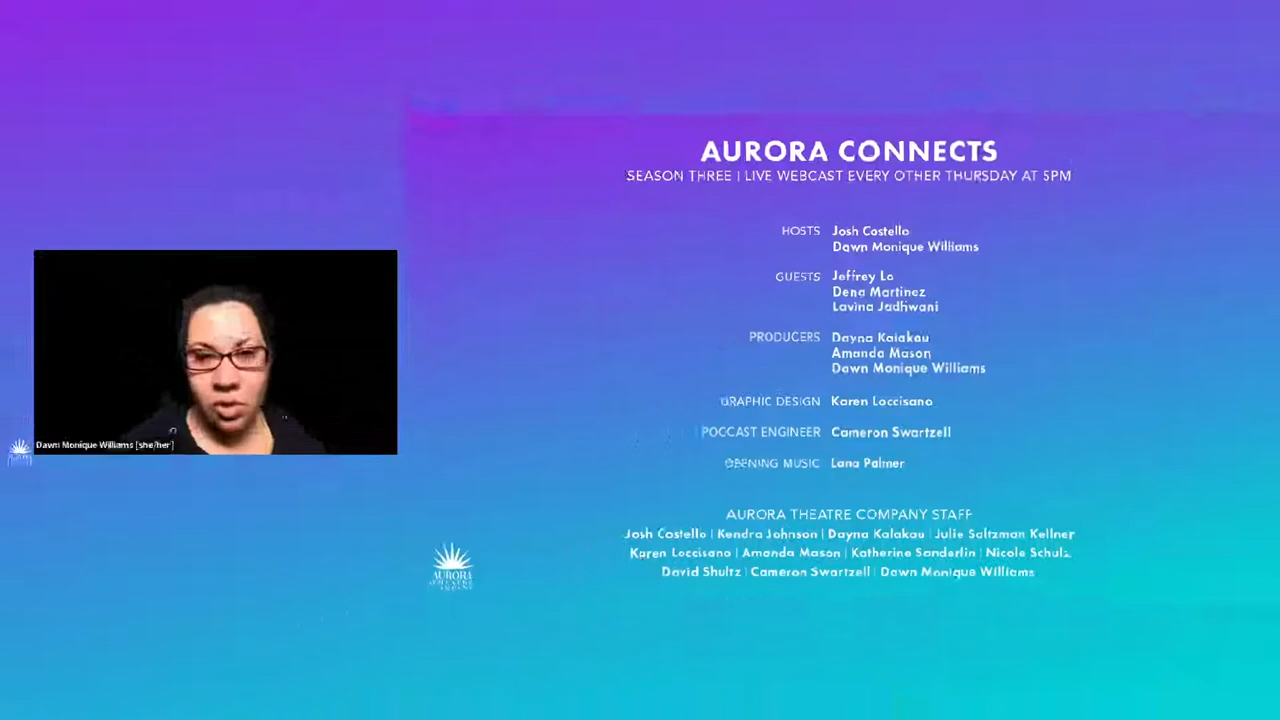 AURORA CONNECTS
SEASON THREE | LIVE WEBCAST EVERY OTHER THURSDAY AT 5PM
HOSTS Josh Costello
Dawn Monique Williams
GUESTS Jeffrey Lo
Dena Martinez
Lavina Jadhwani
PRODUCERS Dayna Kalakau
Amanda Mason
Dawn Monique Williams
GRAPHIC DESIGN Karen Loccisano
PODCAST ENGINEER Cameron Swartzell
OPENING MUSIC Lana Palmer
Dawn Monique Williams [she/her]
AURORA THEATRE COMPANY STAFF
Josh Costello | Kendra Johnson | Dayna Kalakau | Julie Saltzman Kellner
Karen Loccisano | Amanda Mason | Katherine Sanderlin | Nicole Schulz
David Shultz | Cameron Swartzell | Dawn Monique Williams
AURORA
THEATRE
COMPANY